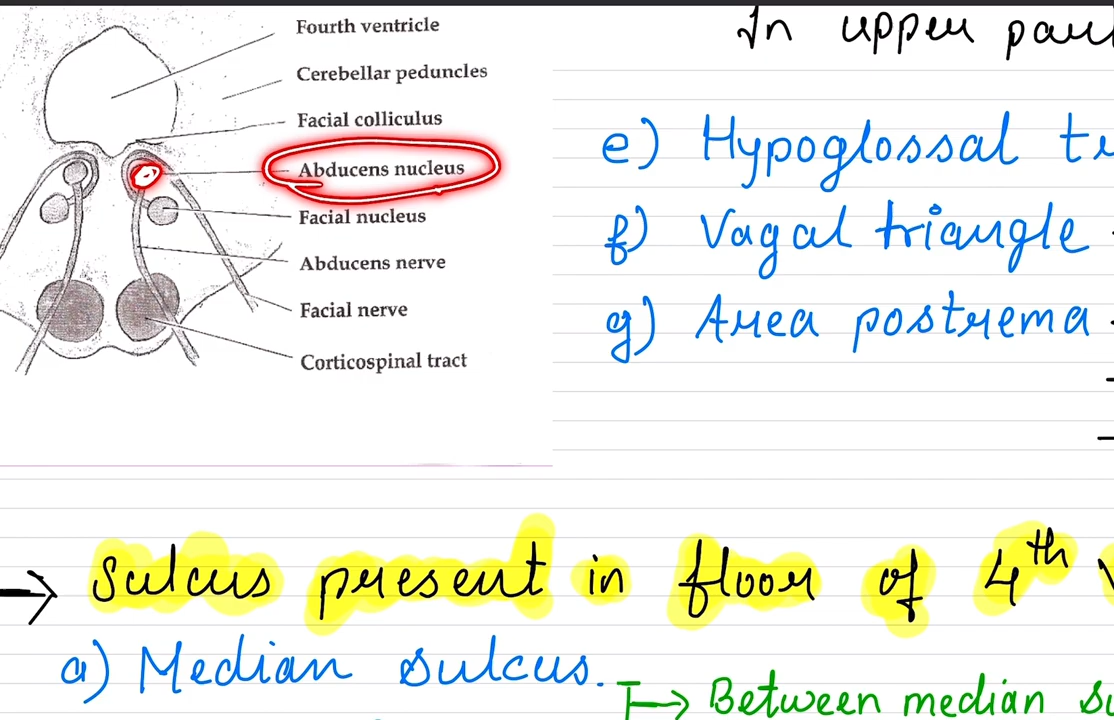 Fourth ventricle
Cerebellar peduncles
Facial colliculus
Abducens nucleus
Facial nucleus
Abducens nerve
Facial nerve
Corticospinal tract
In upper
e) Hypoglossal
f) Vagal triangle
g) Area postrema
→ Sulcus present in floor of 4th
a) Median sulcus.
→ Between median